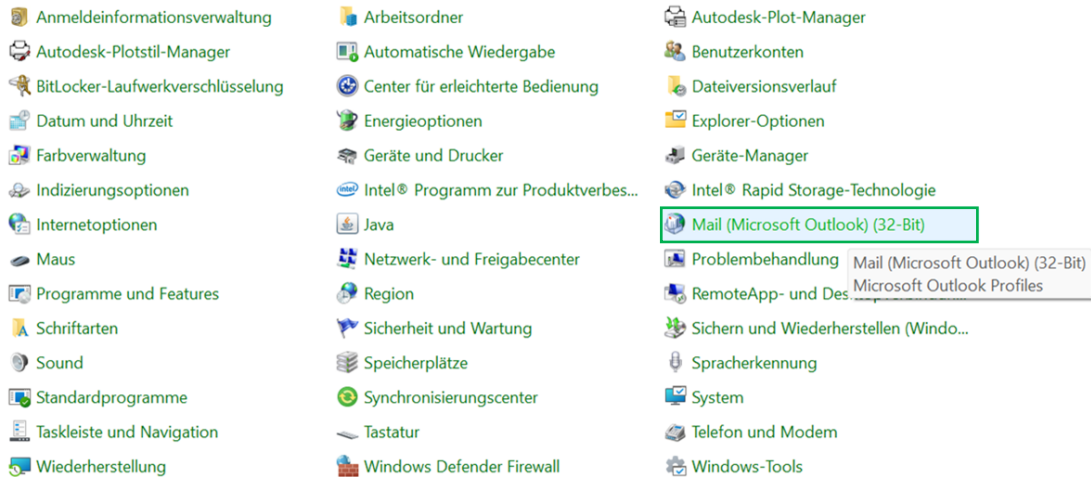 Anmeldeinformationsverwaltung
Arbeitsordner
Autodesk-Plot-Manager
Autodesk-Plotstil-Manager
Automatische Wiedergabe
Benutzerkonten
BitLocker-Laufwerkverschlüsselung
Center für erleichterte Bedienung
Dateiversionsverlauf
Datum und Uhrzeit
Energieoptionen
Explorer-Optionen
Farbverwaltung
Geräte und Drucker
Geräte-Manager
Indizierungsoptionen
intel
Intel® Programm zur Produktverbes...
Intel® Rapid Storage-Technologie
Internetoptionen
Java
Mail (Microsoft Outlook) (32-Bit)
Maus
Netzwerk- und Freigabecenter
Problembehandlung
Mail (Microsoft Outlook) (32-Bit)
Microsoft Outlook Profiles
Programme und Features
Region
RemoteApp- und
Schriftarten
Sicherheit und Wartung
Sichern und Wiederherstellen (Windo...
Sound
Speicherplätze
Spracherkennung
Standardprogramme
Synchronisierungscenter
System
Taskleiste und Navigation
Tastatur
Telefon und Modem
Wiederherstellung
Windows Defender Firewall
Windows-Tools